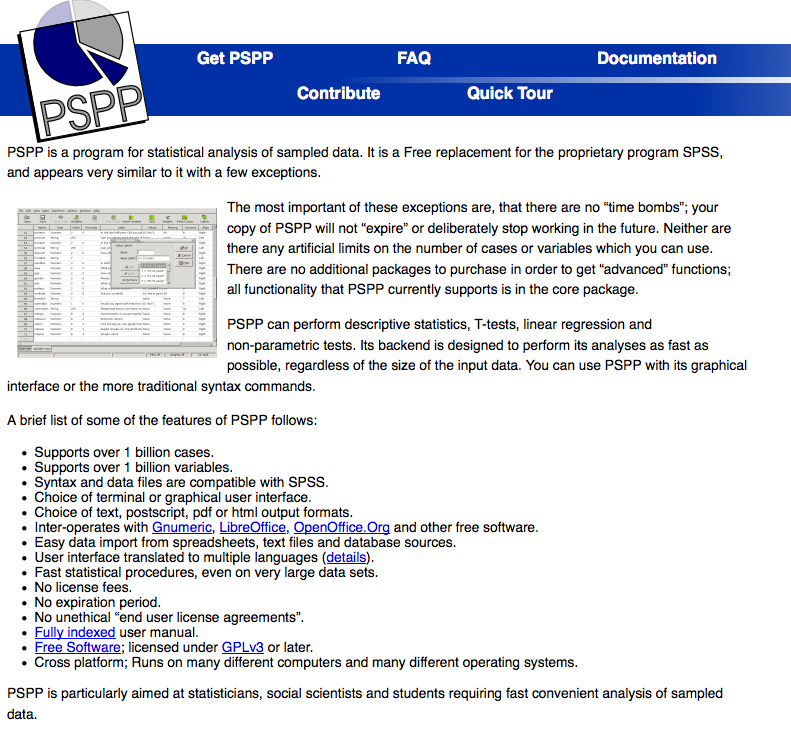 PSPP
Get PSPP
FAQ
Documentation
Contribute
Quick Tour
PSPP is a program for statistical analysis of sampled data. It is a Free replacement for the proprietary program SPSS,
and appears very similar to it with a few exceptions.
The most important of these exceptions are, that there are no “time bombs”; your
copy of PSPP will not “expire” or deliberately stop working in the future. Neither are
there any artificial limits on the number of cases or variables which you can use.
There are no additional packages to purchase in order to get “advanced” functions;
all functionality that PSPP currently supports is in the core package.
PSPP can perform descriptive statistics, T-tests, linear regression and
non-parametric tests. Its backend is designed to perform its analyses as fast as
possible, regardless of the size of the input data. You can use PSPP with its graphical
interface or the more traditional syntax commands.
A brief list of some of the features of PSPP follows:
• Supports over 1 billion cases.
• Supports over 1 billion variables.
• Syntax and data files are compatible with SPSS.
• Choice of terminal or graphical user interface.
• Choice of text, postscript, pdf or html output formats.
• Inter-operates with Gnumeric, LibreOffice, OpenOffice.Org and other free software.
• Easy data import from spreadsheets, text files and database sources.
• User interface translated to multiple languages (details).
• Fast statistical procedures, even on very large data sets.
• No license fees.
• No expiration period.
• No unethical “end user license agreements”.
• Fully indexed user manual.
• Free Software; licensed under GPLv3 or later.
• Cross platform; Runs on many different computers and many different operating systems.
PSPP is particularly aimed at statisticians, social scientists and students requiring fast convenient analysis of sampled
data.